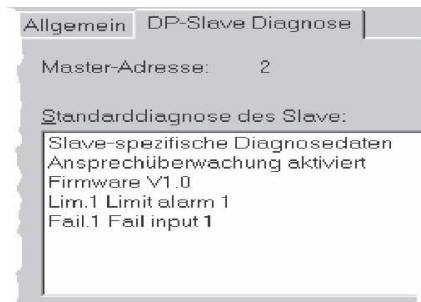 Allgemein DP-Slave Diagnose
Master-Adresse: 2
Standarddiagnose des Slave:
Slave-spezifische Diagnosedaten
Ansprechüberwachung aktiviert
Firmware V1.0
Lim.1 Limit alarm 1
Fail.1 Fail input 1